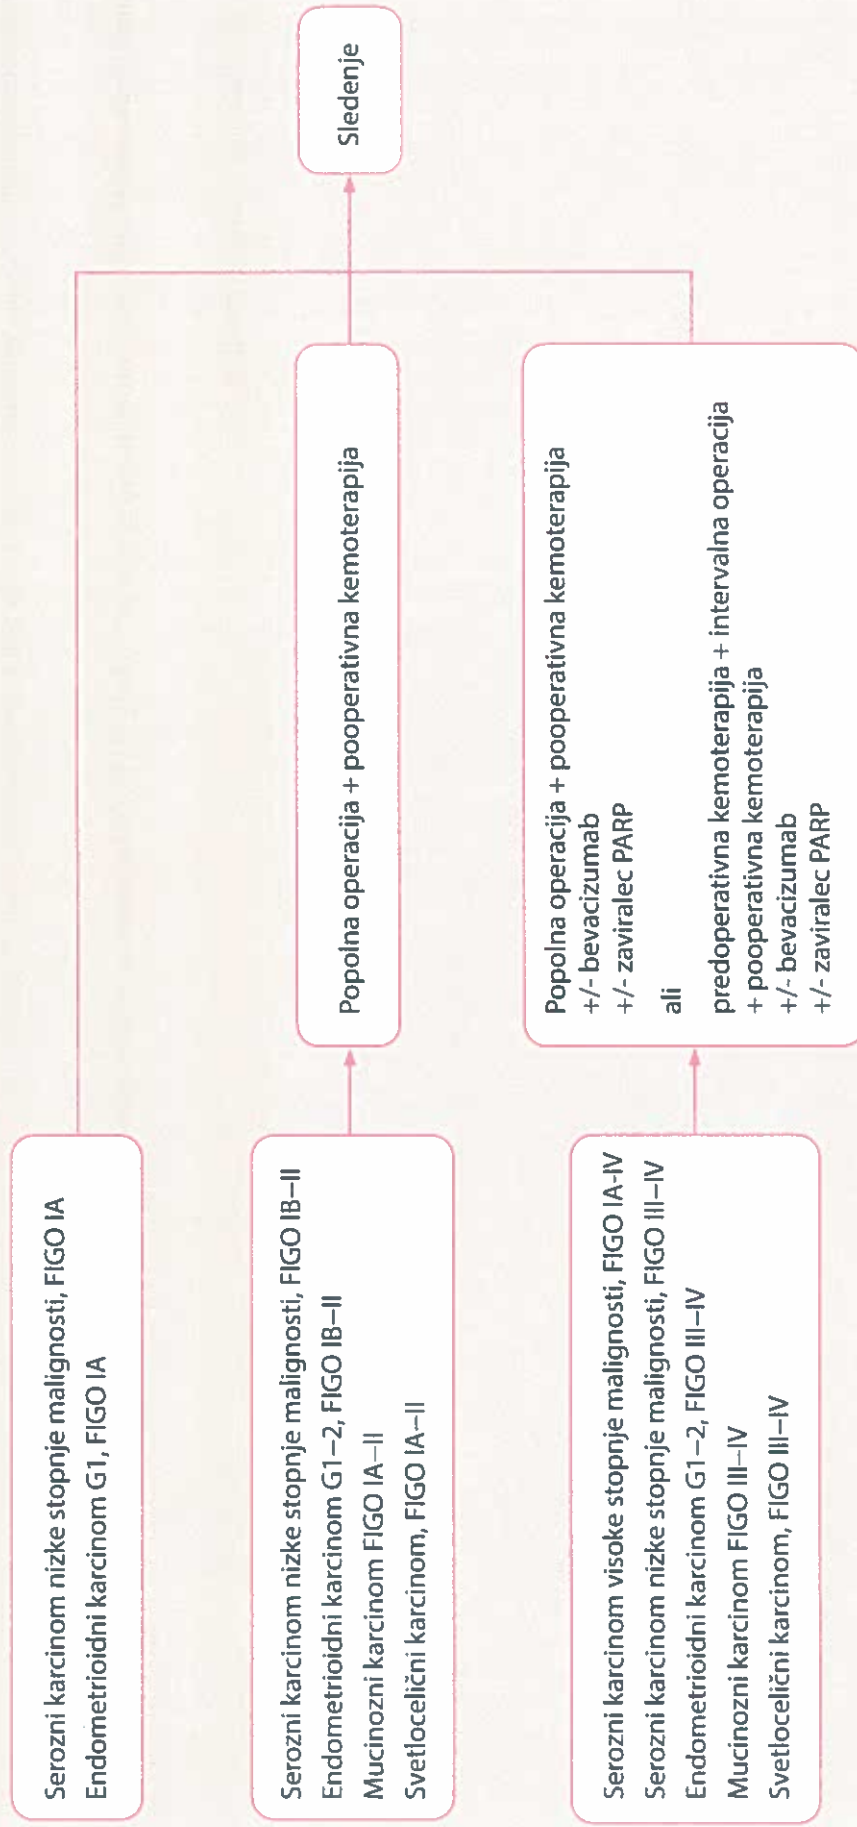 Serozni karcinom nizke stopnje malignosti, FIGO IA
Endometrioidni karcinom G1, FIGO IA
Serozni karcinom nizke stopnje malignosti, FIGO IB–II
Endometrioidni karcinom G1–2, FIGO IB–II
Mucinozni karcinom FIGO IA–II
Svetlocelični karcinom, FIGO IA–II
Popolna operacija + pooperativna kemoterapija
Serozni karcinom visoke stopnje malignosti, FIGO IA-IV
Serozni karcinom nizke stopnje malignosti, FIGO III–IV
Endometrioidni karcinom G1–2, FIGO III–IV
Mucinozni karcinom FIGO III–IV
Svetlocelični karcinom, FIGO III–IV
Popolna operacija + pooperativna kemoterapija
+/- bevacizumab
+/- zaviralec PARP
ali
predoperativna kemoterapija + intervalna operacija
+ pooperativna kemoterapija
+/- bevacizumab
+/- zaviralec PARP
Sledenje